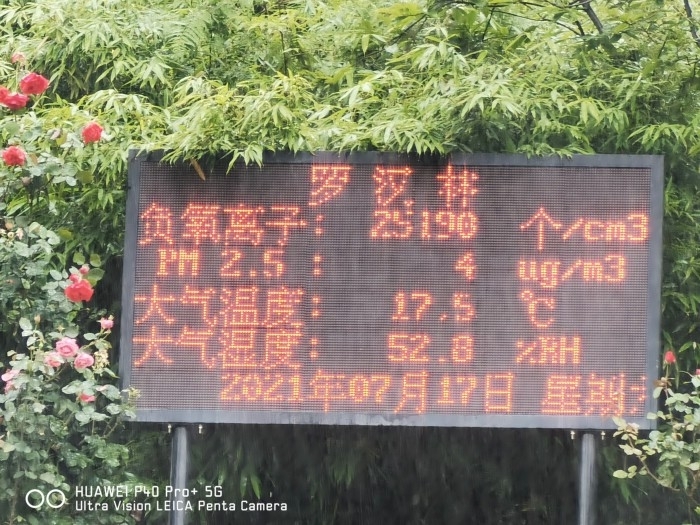 罗汉林
负氧离子： 25190 个/cm3
PM 2.5： 4 ug/m3
大气温度： 17.5 ℃
大气湿度： 52.8 %RH
2021年07月17日 星期
HUAWEI P40 Pro+ 5G
Ultra Vision LEICA Penta Camera